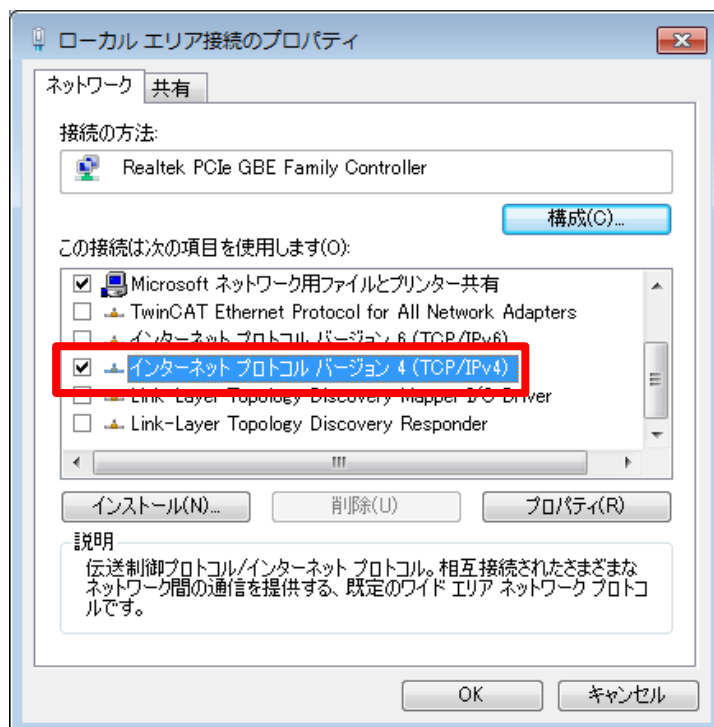 ローカル エリア接続のプロパティ
ネットワーク 共有
接続の方法:
Realtek PCIe GBE Family Controller
構成(C)...
この接続は次の項目を使用します(O):
Microsoft ネットワーク用ファイルとプリンター共有
TwinCAT Ethernet Protocol for All Network Adapters
インターネット プロトコル バージョン 6 (TCP/IPv6)
インターネット プロトコル バージョン 4 (TCP/IPv4)
Link-Layer Topology Discovery Mapper I/O Driver
Link-Layer Topology Discovery Responder
インストール(N)... 削除(U) プロパティ(R)
説明
伝送制御プロトコル/インターネット プロトコル。相互接続されたさまざまな
ネットワーク間の通信を提供する、既定のワイド エリア ネットワーク プロトコ
ルです。
OK キャンセル